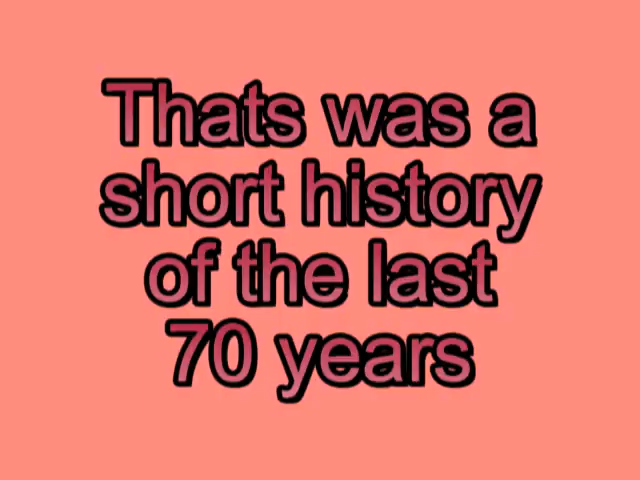 Thats was a
short history
of the last
70 years